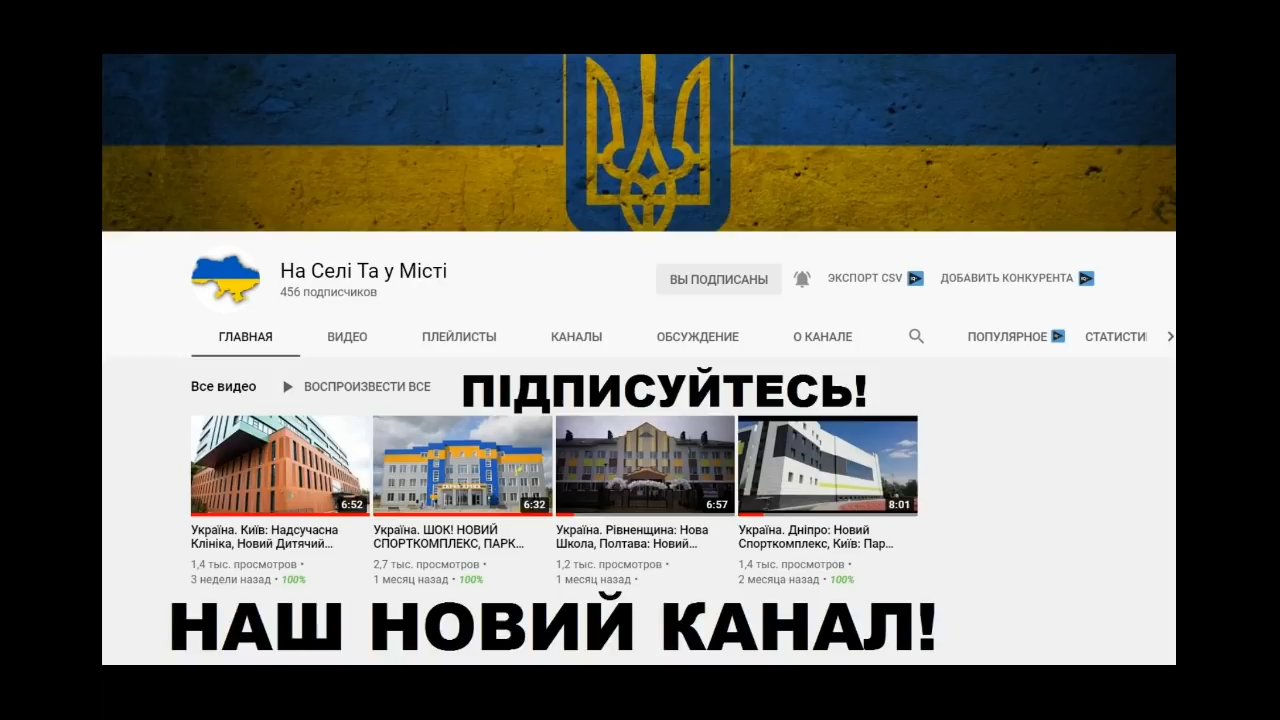 На Селі Та у Місті
456 подписчиков
ВЫ ПОДПИСАНЫ
ЭКСПОРТ CSV
ДОБАВИТЬ КОНКУРЕНТА
ГЛАВНАЯ ВИДЕО ПЛЕЙЛИСТЫ КАНАЛЫ ОБСУЖДЕНИЕ О КАНАЛЕ ПОПУЛЯРНОЕ СТАТИСТИ
Все видео ВОСПРОИЗВЕСТИ ВСЕ
ПІДПИСУЙТЕСЬ!
6:52
Україна. Київ: Надсучасна
Клініка, Новий Дитячий...
1,4 тыс. просмотров •
3 недели назад • 100%
6:32
Україна. ШОК! НОВИЙ
СПОРТКОМПЛЕКС, ПАРК...
2,7 тыс. просмотров •
1 месяц назад • 100%
6:57
Україна. Рівненщина: Нова
Школа, Полтава: Новий...
1,2 тыс. просмотров •
1 месяц назад •
8:01
Україна. Дніпро: Новий
Спорткомплекс, Київ: Пар...
1,4 тыс. просмотров •
2 месяца назад • 100%
НАШ НОВИЙ КАНАЛ!